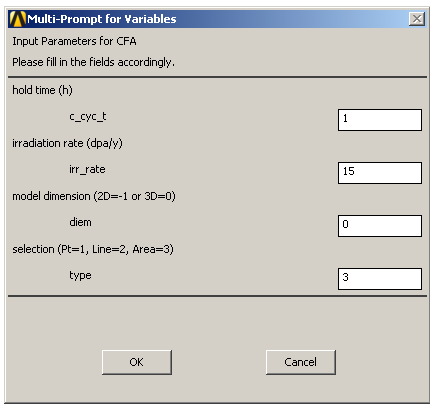 Multi-Prompt for Variables
Input Parameters for CFA
Please fill in the fields accordingly.
hold time (h)
c_cyc_t 1
irradiation rate (dpa/y)
irr_rate 15
model dimension (2D=-1 or 3D=0)
diem 0
selection (Pt=1, Line=2, Area=3)
type 3
OK Cancel